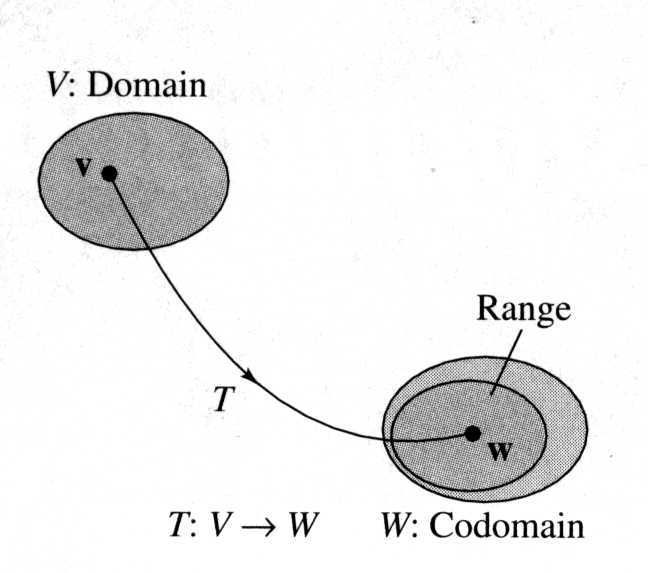 V: Domain
v
Range
T
w
T: V → W
W: Codomain